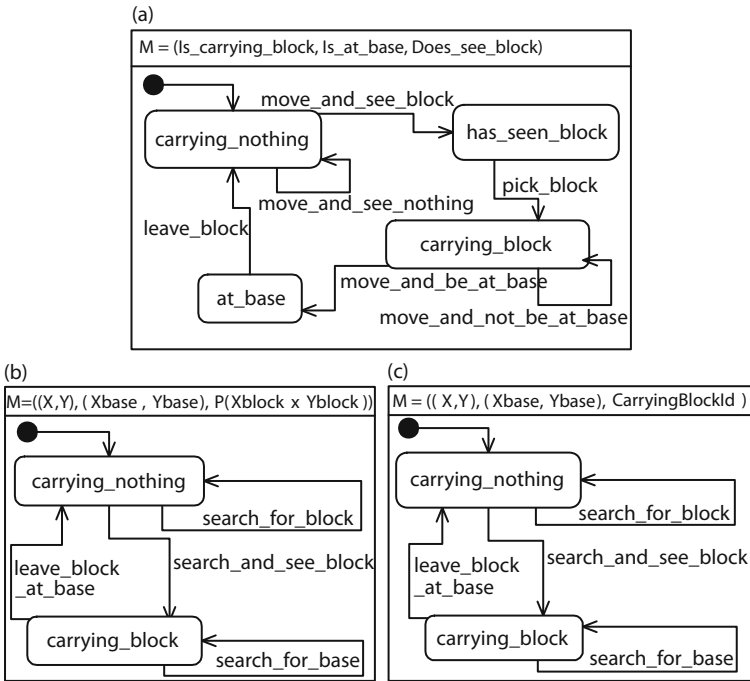 (a)
M = (Is_carrying_block, Is_at_base, Does_see_block)
move_and_see_block
carrying_nothing
has_seen_block
move_and_see_nothing
pick_block
leave_block
carrying_block
at_base
move_and_be_at_base
move_and_not_be_at_base
(b)
M=((X,Y), (Xbase , Ybase), P(Xblock x Yblock ))
carrying_nothing
search_for_block
leave_block
_at_base
search_and_see_block
carrying_block
search_for_base
(c)
M = (( X,Y), (Xbase, Ybase), CarryingBlockId )
carrying_nothing
search_for_block
leave_block
_at_base
search_and_see_block
carrying_block
search_for_base